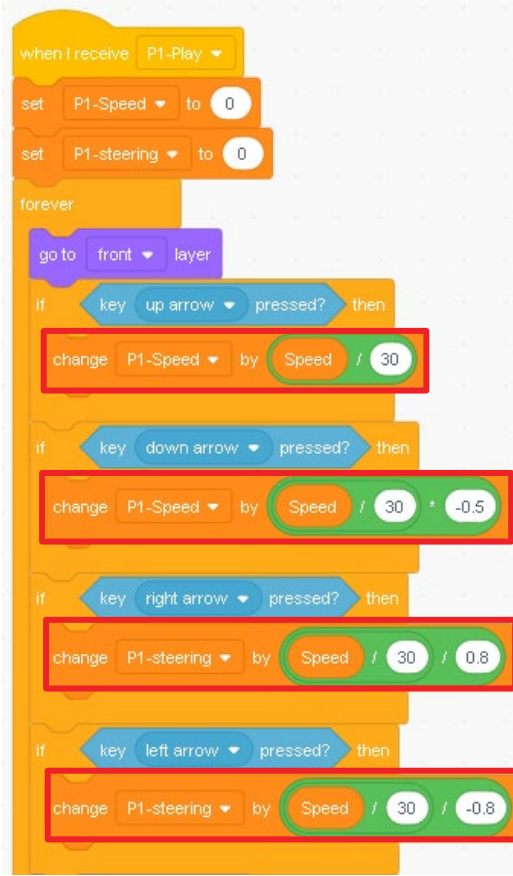 when I receive P1-Play
set P1-Speed to 0
set P1-steering to 0
forever
go to front layer
if key up arrow pressed? then
change P1-Speed by Speed / 30
if key down arrow pressed? then
change P1-Speed by Speed / 30 * -0.5
if key right arrow pressed? then
change P1-steering by Speed / 30 / 0.8
if key left arrow pressed? then
change P1-steering by Speed / 30 / -0.8